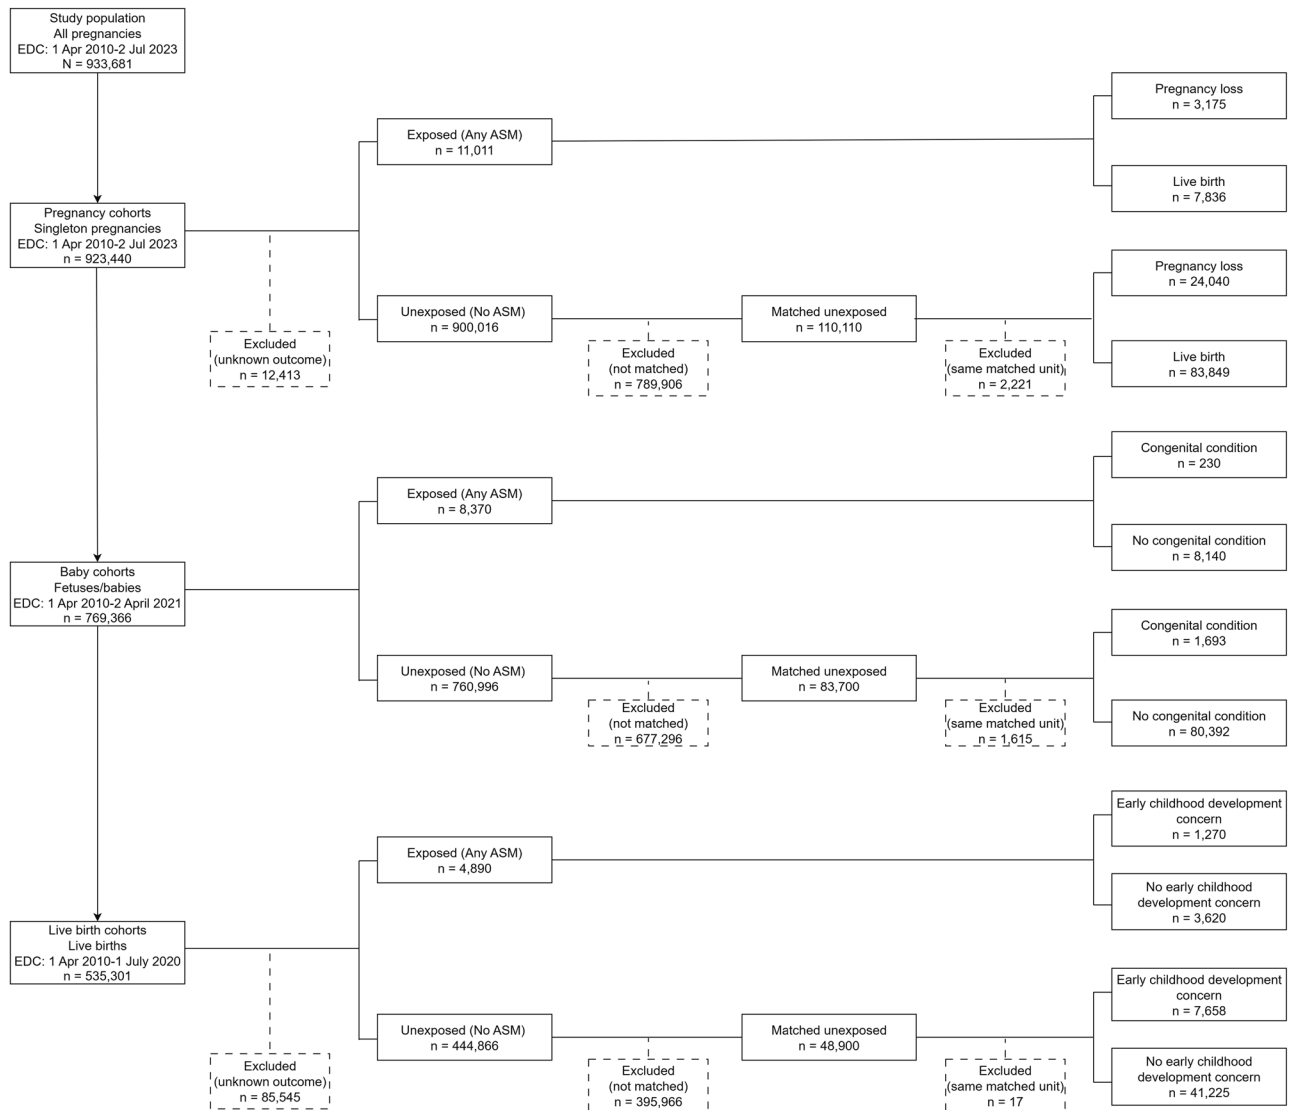 Study population
All pregnancies
EDC: 1 Apr 2010-2 Jul 2023
N = 933,681
Pregnancy loss
n = 3,175
Exposed (Any ASM)
n = 11,011
Live birth
n = 7,836
Pregnancy cohorts
Singleton pregnancies
EDC: 1 Apr 2010-2 Jul 2023
n = 923,440
Excluded
(unknown outcome)
n = 12,413
Unexposed (No ASM)
n = 900,016
Excluded
(not matched)
n = 789,906
Matched unexposed
n = 110,110
Excluded
(same matched unit)
n = 2,221
Pregnancy loss
n = 24,040
Live birth
n = 83,849
Exposed (Any ASM)
n = 8,370
Congenital condition
n = 230
No congenital condition
n = 8,140
Baby cohorts
Fetuses/babies
EDC: 1 Apr 2010-2 April 2021
n = 769,366
Unexposed (No ASM)
n = 760,996
Excluded
(not matched)
n = 677,296
Matched unexposed
n = 83,700
Excluded
(same matched unit)
n = 1,615
Congenital condition
n = 1,693
No congenital condition
n = 80,392
Exposed (Any ASM)
n = 4,890
Early childhood development
concern
n = 1,270
No early childhood
development concern
n = 3,620
Live birth cohorts
Live births
EDC: 1 Apr 2010-1 July 2020
n = 535,301
Excluded
(unknown outcome)
n = 85,545
Unexposed (No ASM)
n = 444,866
Excluded
(not matched)
n = 395,966
Matched unexposed
n = 48,900
Excluded
(same matched unit)
n = 17
Early childhood development
concern
n = 7,658
No early childhood
development concern
n = 41,225